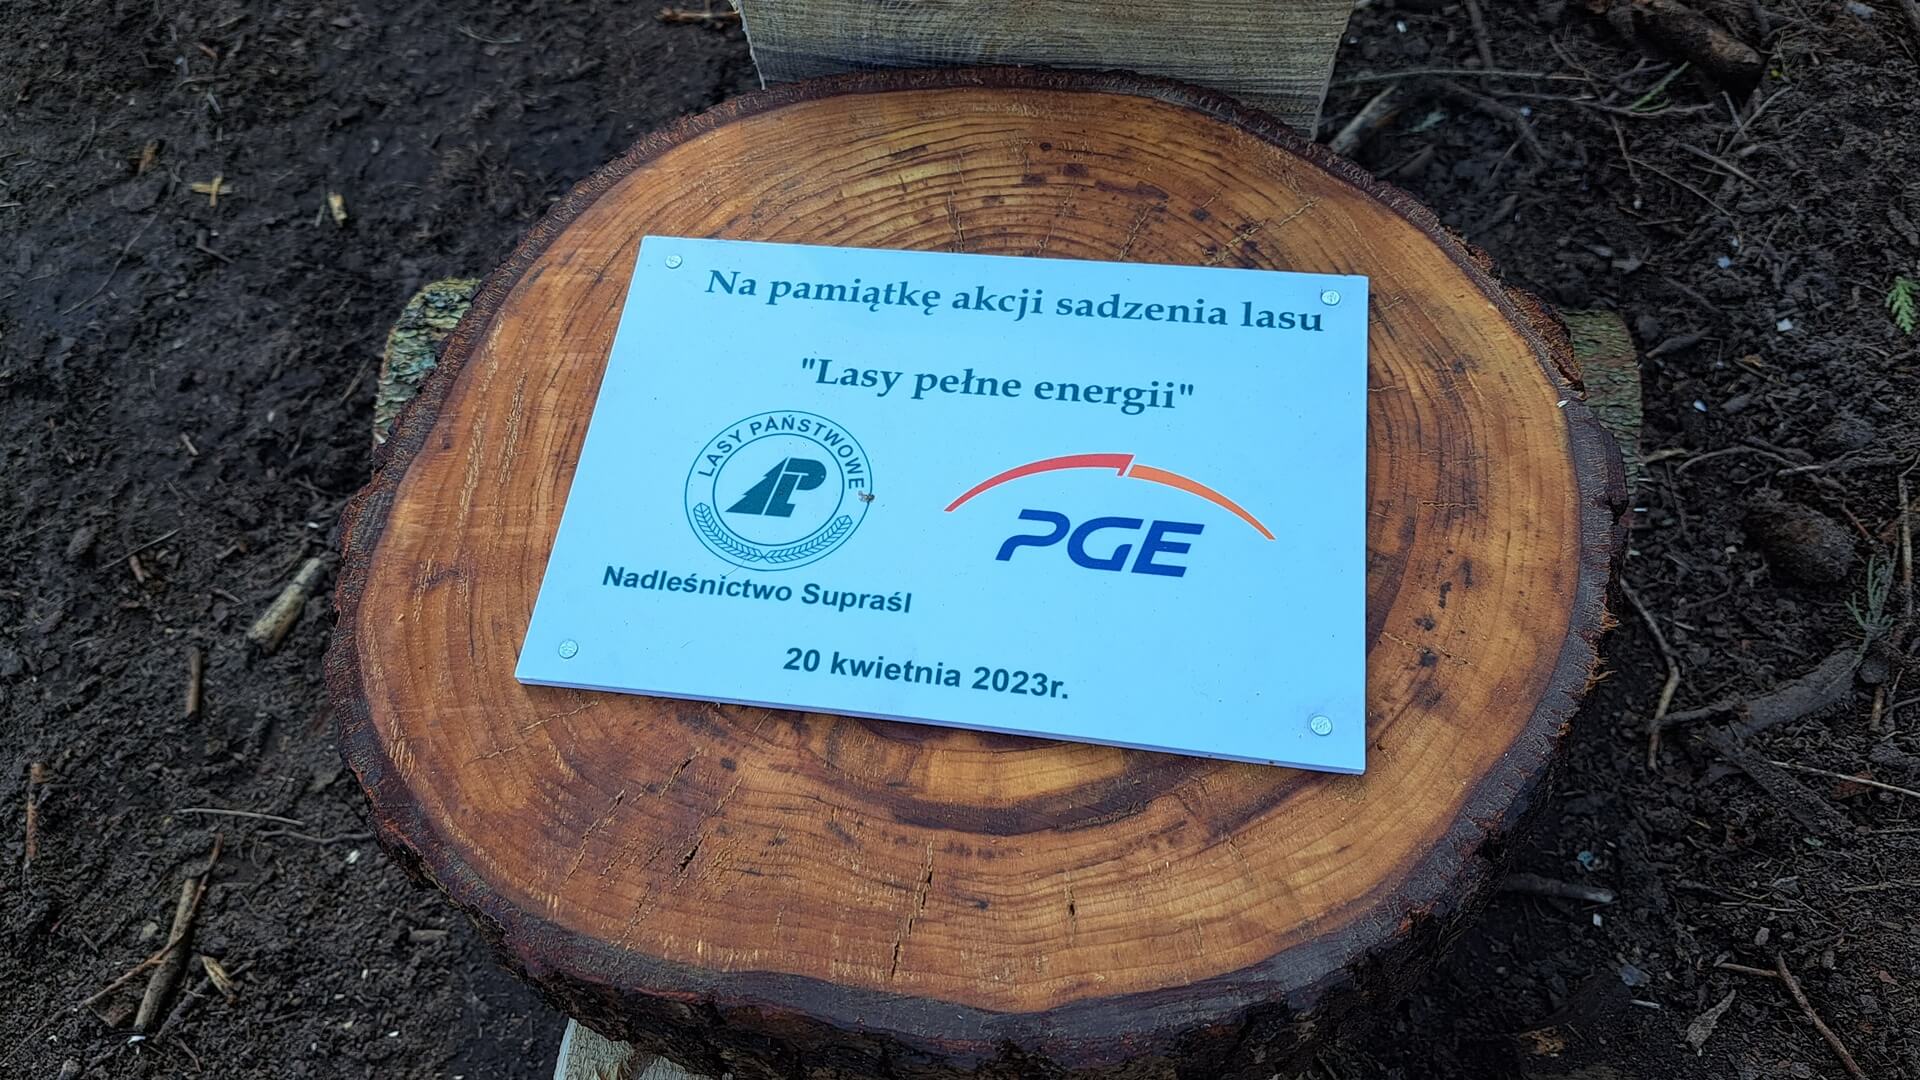 Na pamiątkę akcji sadzenia lasu
"Lasy pełne energii"
LASY PAŃSTWOWE
PGE
Nadleśnictwo Supraśl
20 kwietnia 2023r.